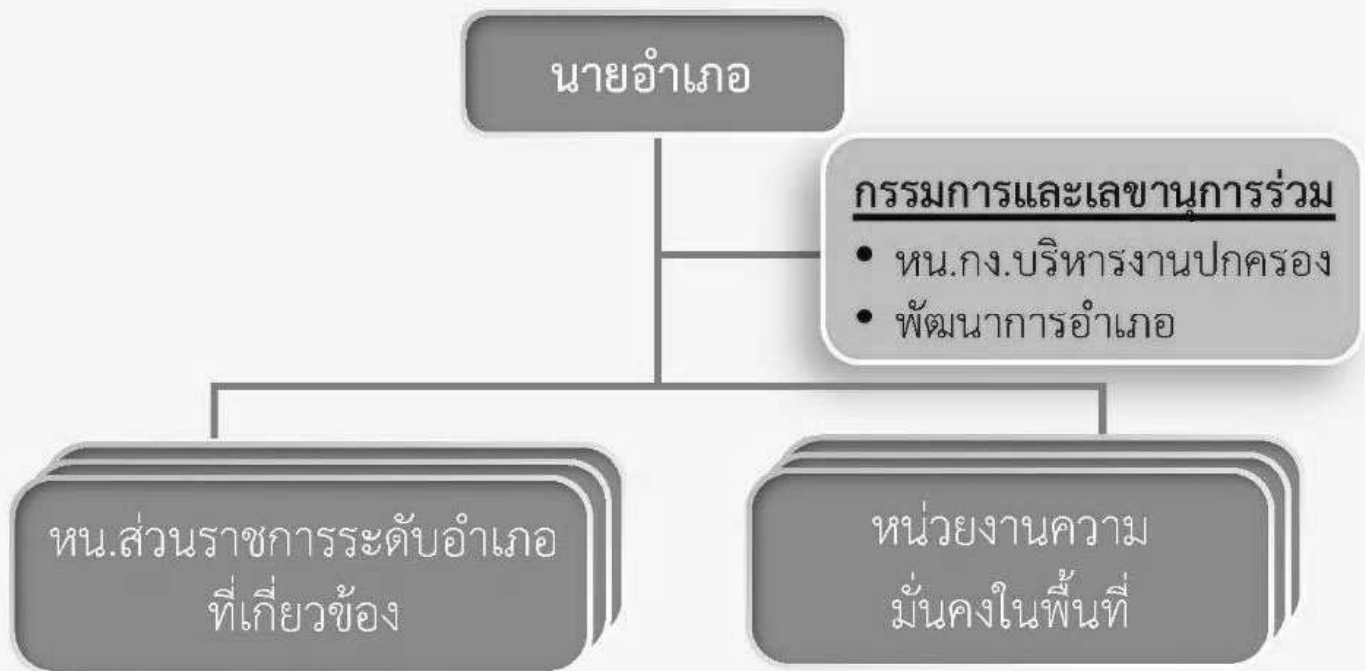 นายอำเภอ
กรรมการและเลขานุการร่วม
• หน.กง.บริหารงานปกครอง
• พัฒนาการอำเภอ
หน.ส่วนราชการระดับอำเภอ
ที่เกี่ยวข้อง
หน่วยงานความ
มั่นคงในพื้นที่